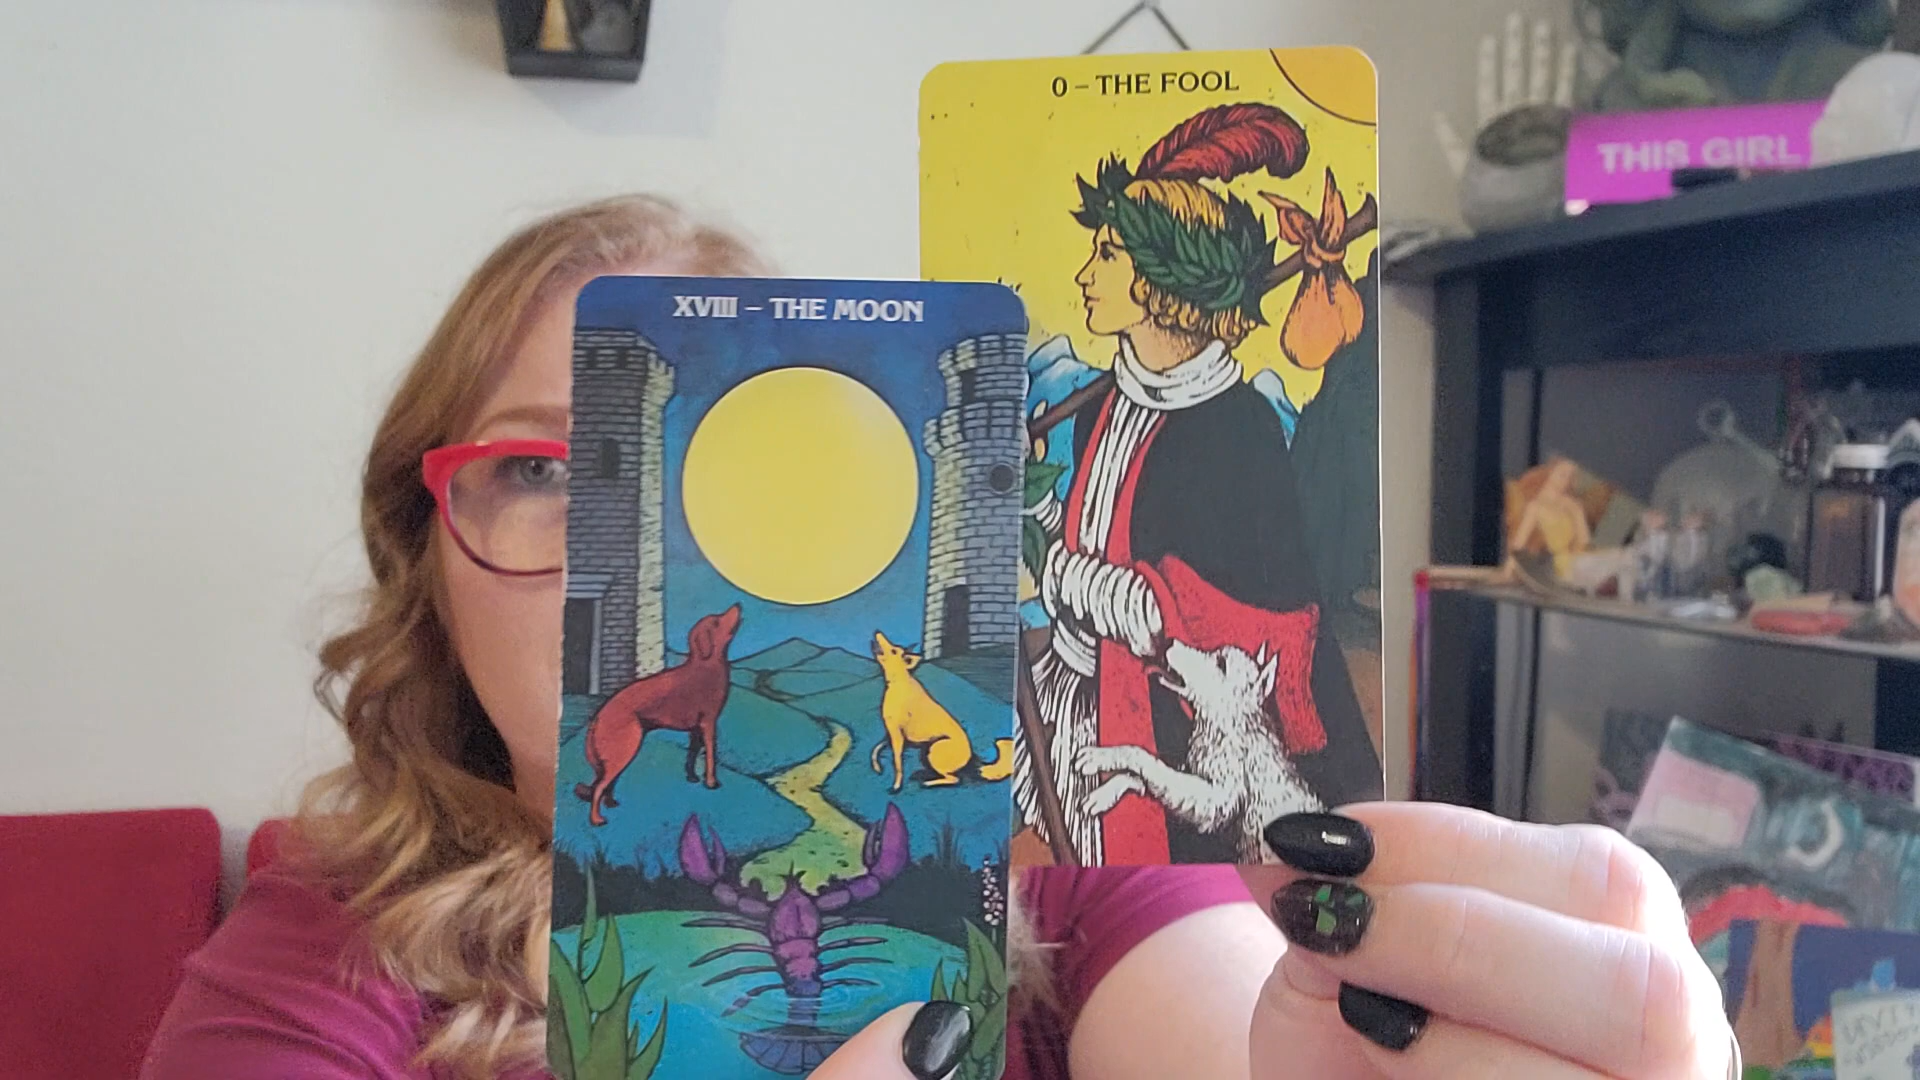 0 – THE FOOL
THIS GIRL
XVIII – THE MOON